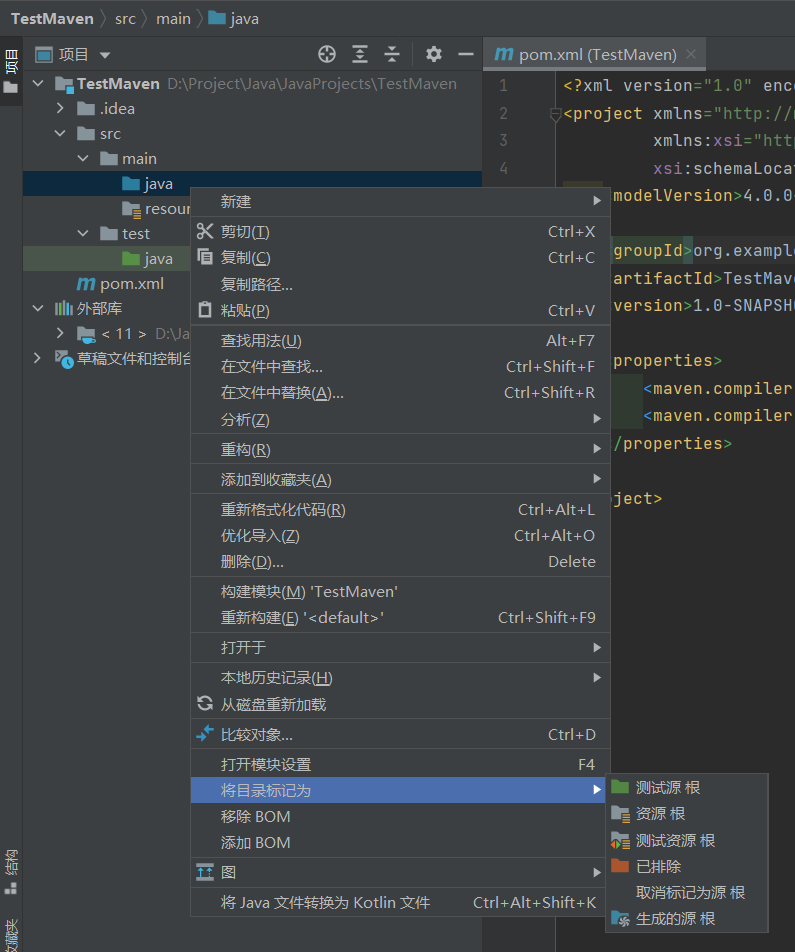 TestMaven src main java
项目
项目
TestMaven D:\Project\Java\JavaProjects\TestMaven
.idea
src
main
java
resour
test
java
pom.xml
外部库
< 11 > D:\Ja
草稿文件和控制台
pom.xml (TestMaven)
1 <?xml version="1.0" enc
2 <project xmlns="http://
3 xmlns:xsi="htt
4 xsi:schemaLocat
modelVersion>4.0.0
groupId>org.example
artifactId>TestMave
version>1.0-SNAPSH
properties>
<maven.compiler
<maven.compiler
/properties>
ject>
新建
剪切(T) Ctrl+X
复制(C) Ctrl+C
复制路径...
粘贴(P) Ctrl+V
查找用法(U) Alt+F7
在文件中查找... Ctrl+Shift+F
在文件中替换(A)... Ctrl+Shift+R
分析(Z)
重构(R)
添加到收藏夹(A)
重新格式化代码(R) Ctrl+Alt+L
优化导入(Z) Ctrl+Alt+O
删除(D)... Delete
构建模块(M) 'TestMaven'
重新构建(E) '<default>' Ctrl+Shift+F9
打开于
本地历史记录(H)
从磁盘重新加载
比较对象... Ctrl+D
打开模块设置 F4
将目录标记为
移除 BOM
添加 BOM
图
将 Java 文件转换为 Kotlin 文件 Ctrl+Alt+Shift+K
测试源 根
资源 根
测试资源 根
已排除
取消标记为源 根
生成的源 根
结构
收藏夹